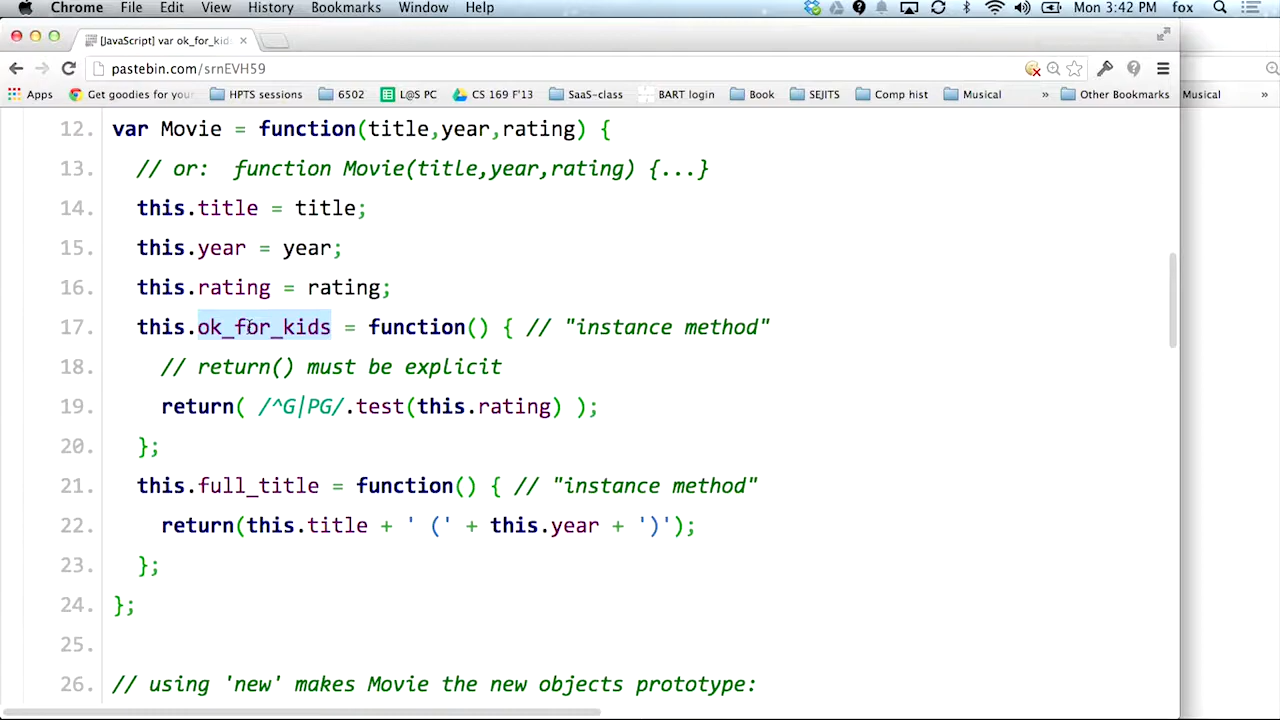 Chrome File Edit View History Bookmarks Window Help Mon 3:42 PM fox
[JavaScript] var ok_for_kid
pastebin.com/srnEVH59
Apps Get goodies for you HPTS sessions 6502 L@S PC CS 169 F'13 SaaS-class BART login Book SEJITS Comp hist Musical » Other Bookmarks Musical »
12. var Movie = function(title,year,rating) {
13. // or:  function Movie(title,year,rating) {...}
14. this.title = title;
15. this.year = year;
16. this.rating = rating;
17. this.ok_for_kids = function() { // "instance method"
18. // return() must be explicit
19. return( /^G|PG/.test(this.rating) );
20. };
21. this.full_title = function() { // "instance method"
22. return(this.title + ' (' + this.year + ')');
23. };
24. };
25.
26. // using 'new' makes Movie the new objects prototype: